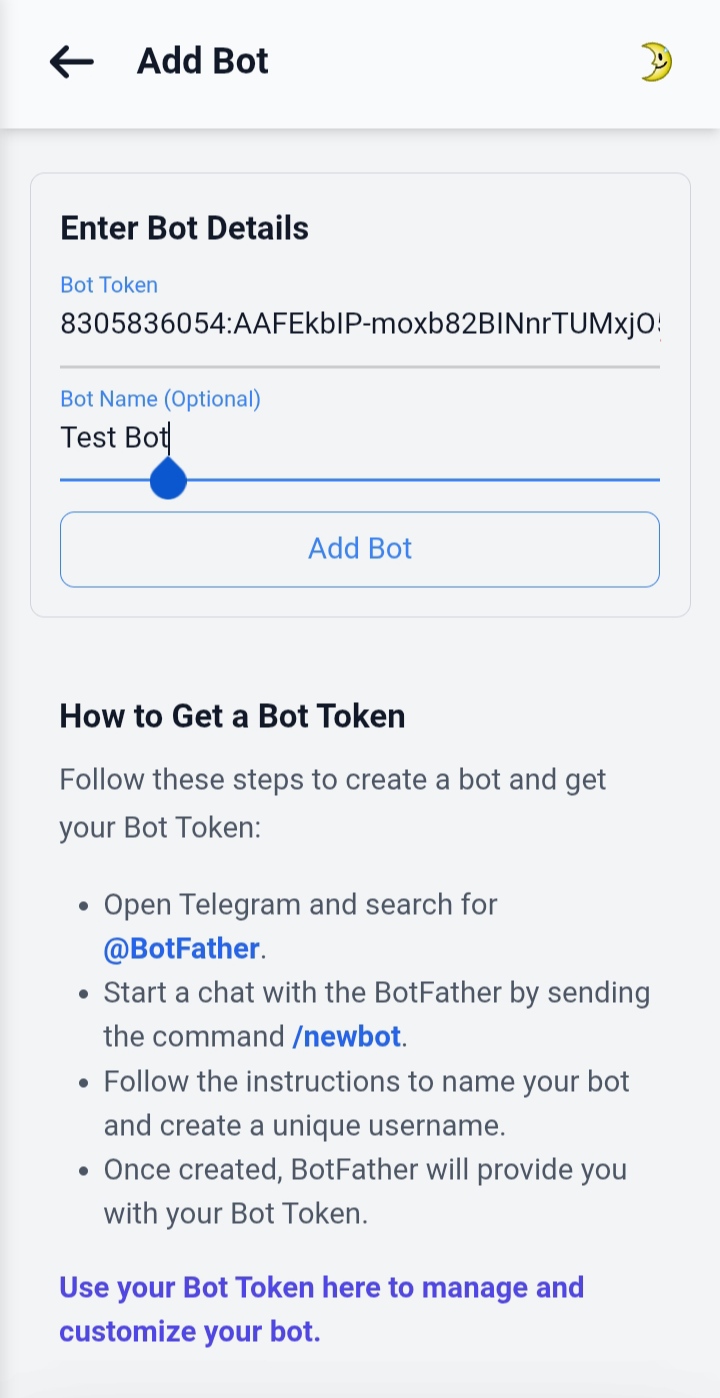 Add Bot
Enter Bot Details
Bot Token
8305836054:AAFEkbIP-moxb82BINnrTUMxjO
Bot Name (Optional)
Test Bot
Add Bot
How to Get a Bot Token
Follow these steps to create a bot and get
your Bot Token:
• Open Telegram and search for
@BotFather.
• Start a chat with the BotFather by sending
the command /newbot.
• Follow the instructions to name your bot
and create a unique username.
• Once created, BotFather will provide you
with your Bot Token.
Use your Bot Token here to manage and
customize your bot.